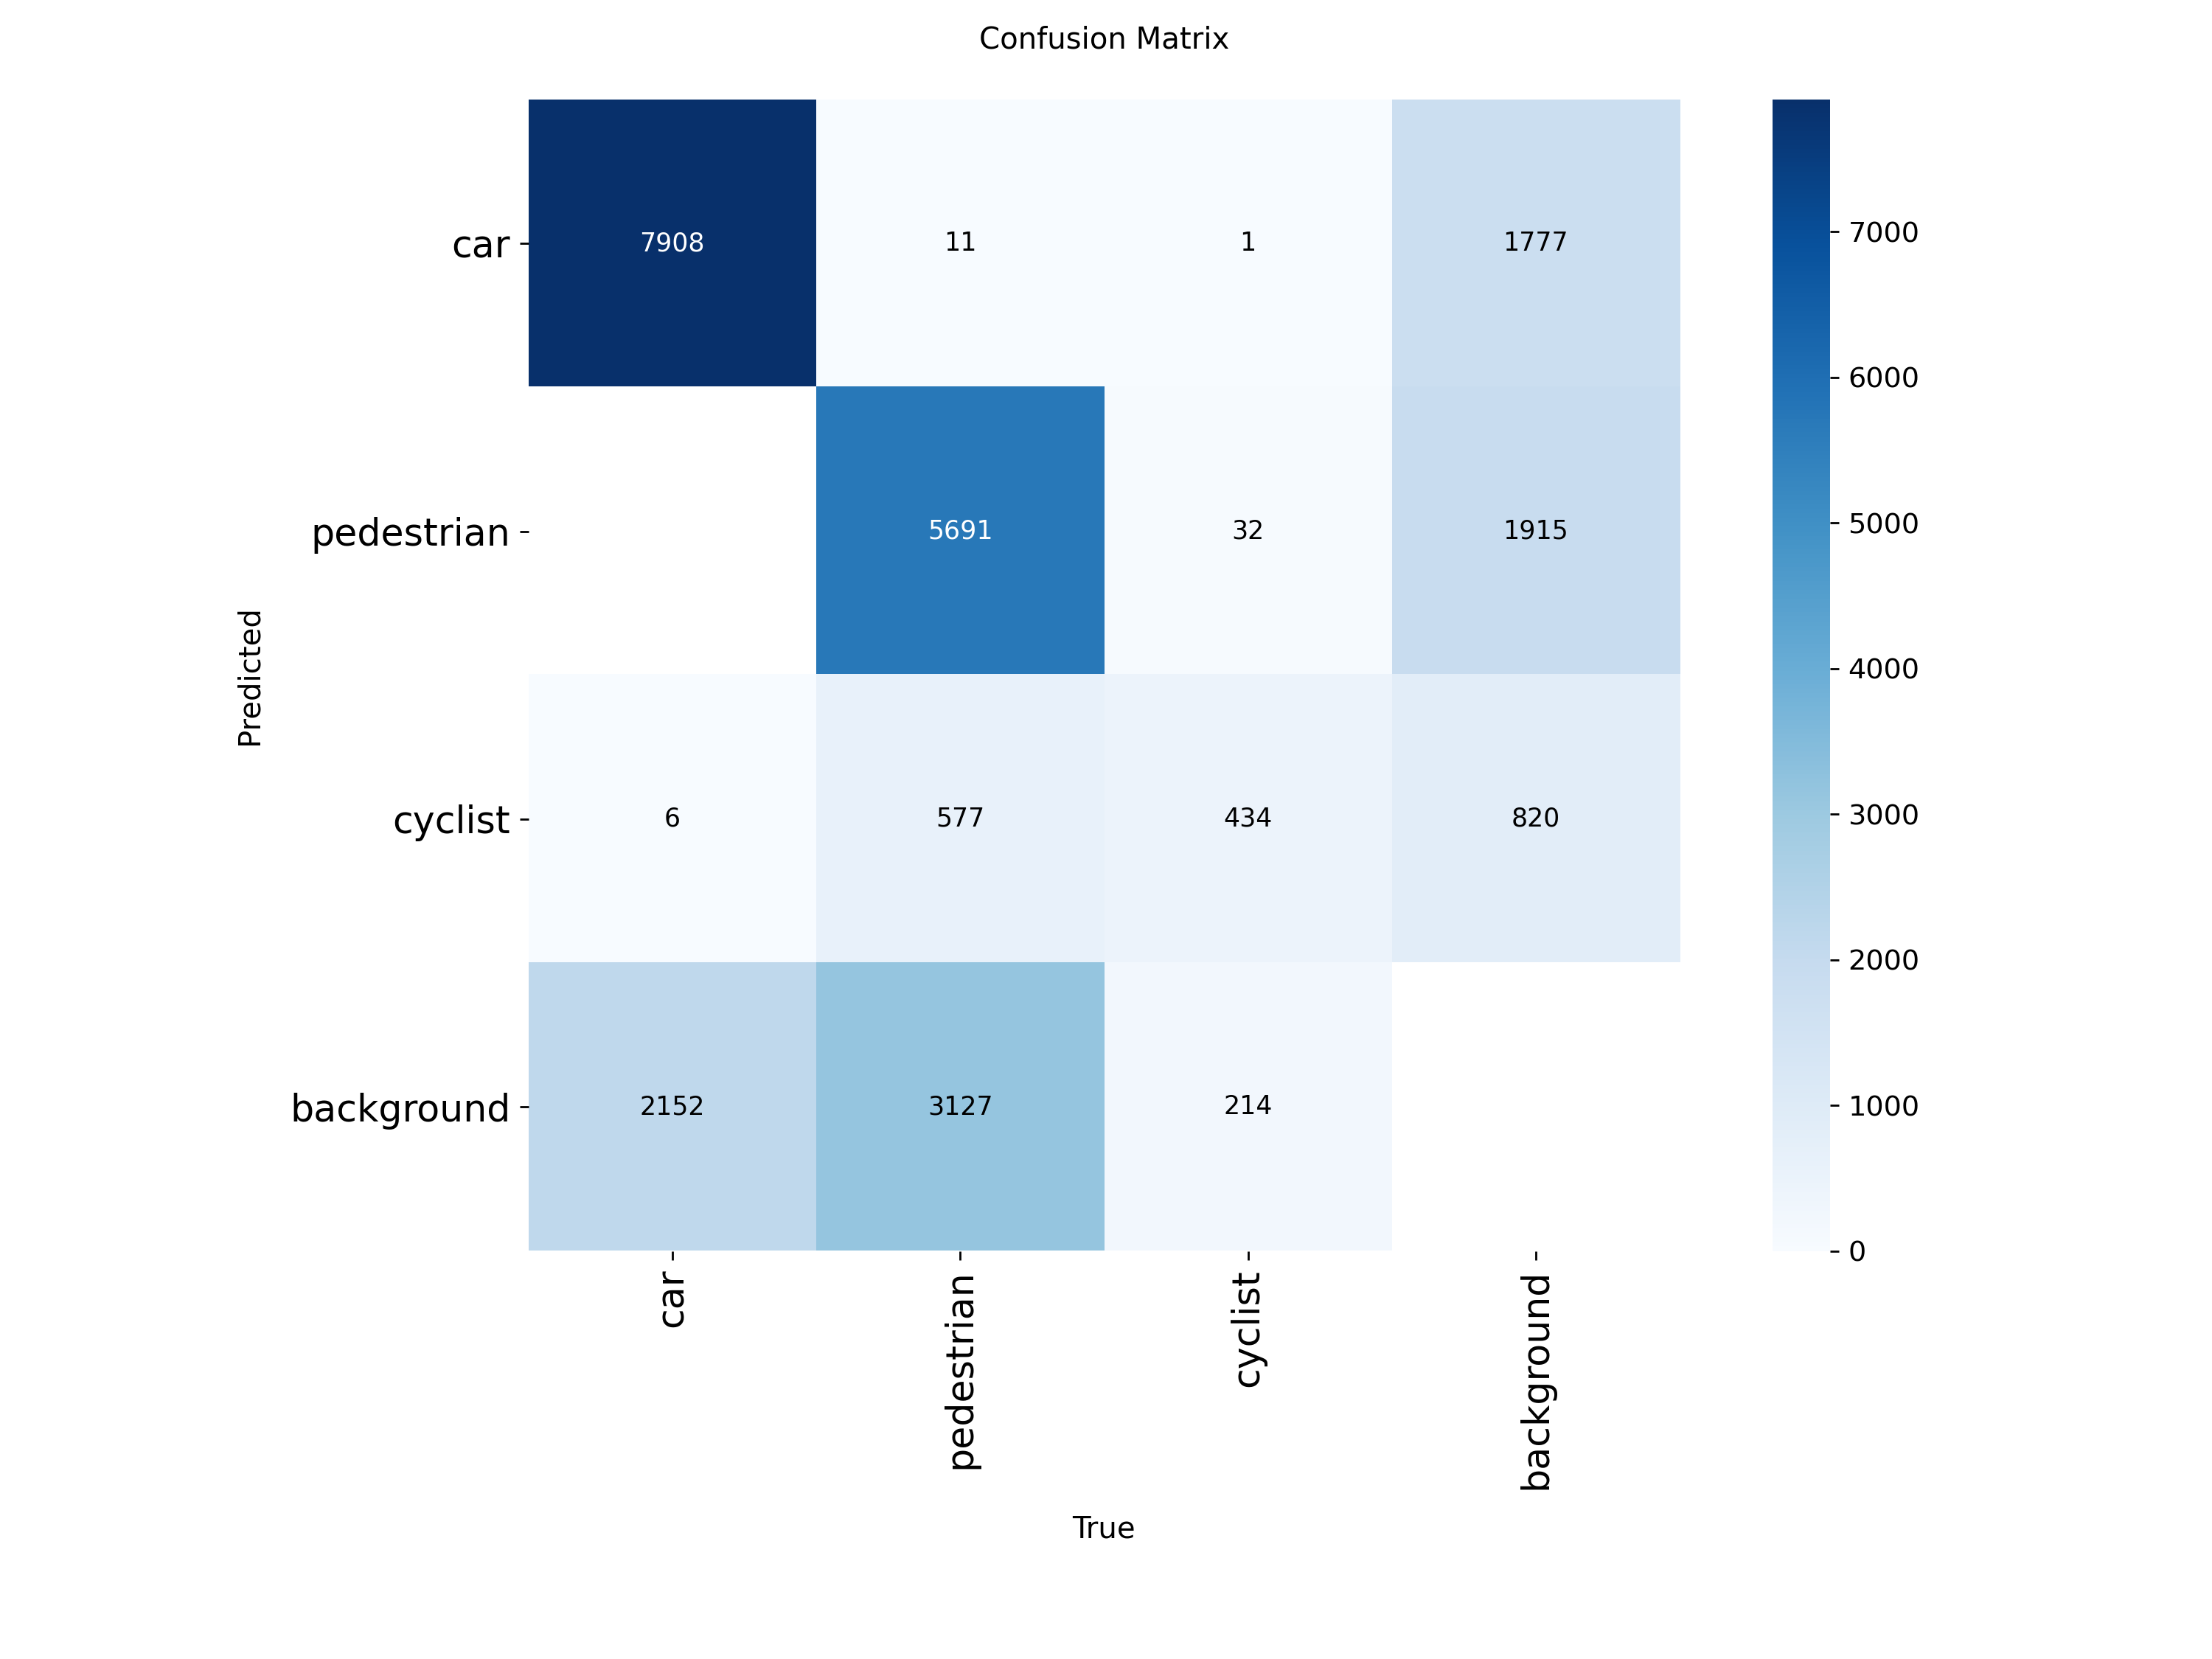 Confusion Matrix
car
7908
11
1
1777
pedestrian
5691
32
1915
cyclist
6
577
434
820
background
2152
3127
214
Predicted
car
pedestrian
cyclist
background
True
7000
6000
5000
4000
3000
2000
1000
0